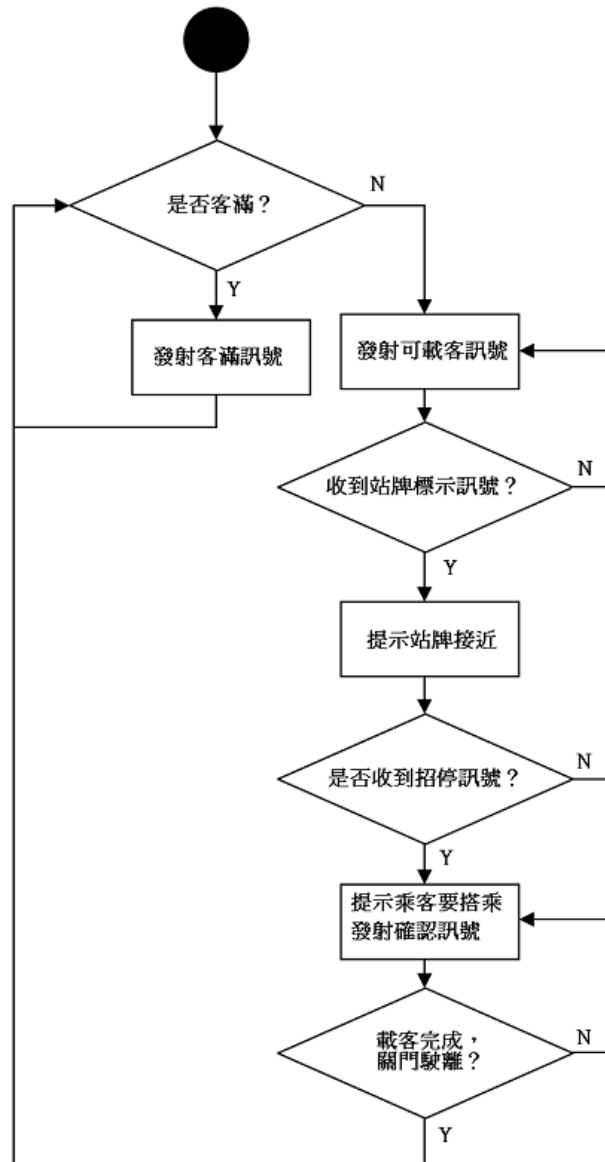 是否客滿？
N
Y
發射客滿訊號
發射可載客訊號
收到站牌標示訊號？
N
Y
提示站牌接近
是否收到招停訊號？
N
Y
提示乘客要搭乘
發射確認訊號
載客完成，
關門駛離？
N
Y